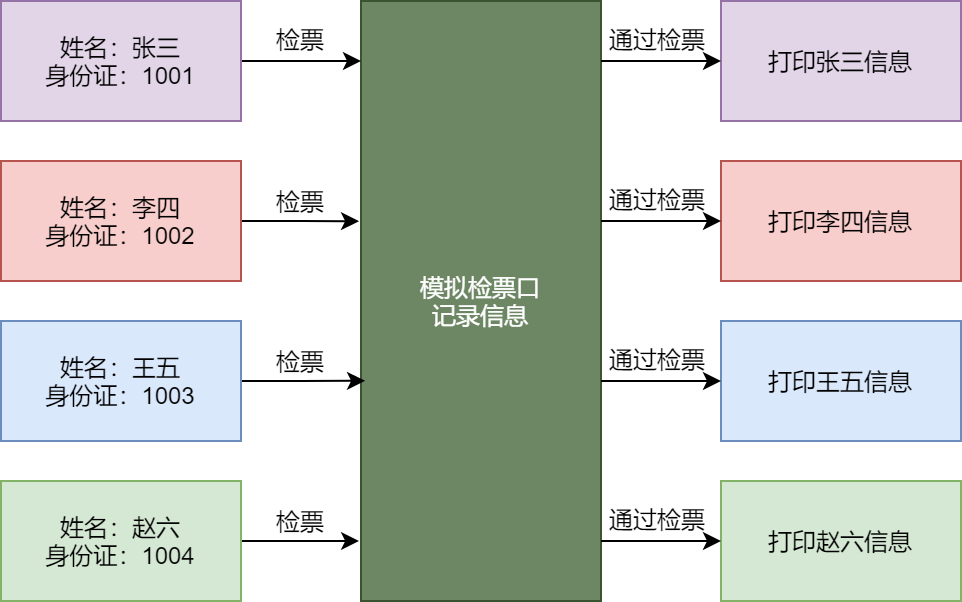 姓名：张三
身份证：1001
检票
通过检票
打印张三信息
姓名：李四
身份证：1002
检票
通过检票
打印李四信息
模拟检票口
记录信息
姓名：王五
身份证：1003
检票
通过检票
打印王五信息
姓名：赵六
身份证：1004
检票
通过检票
打印赵六信息